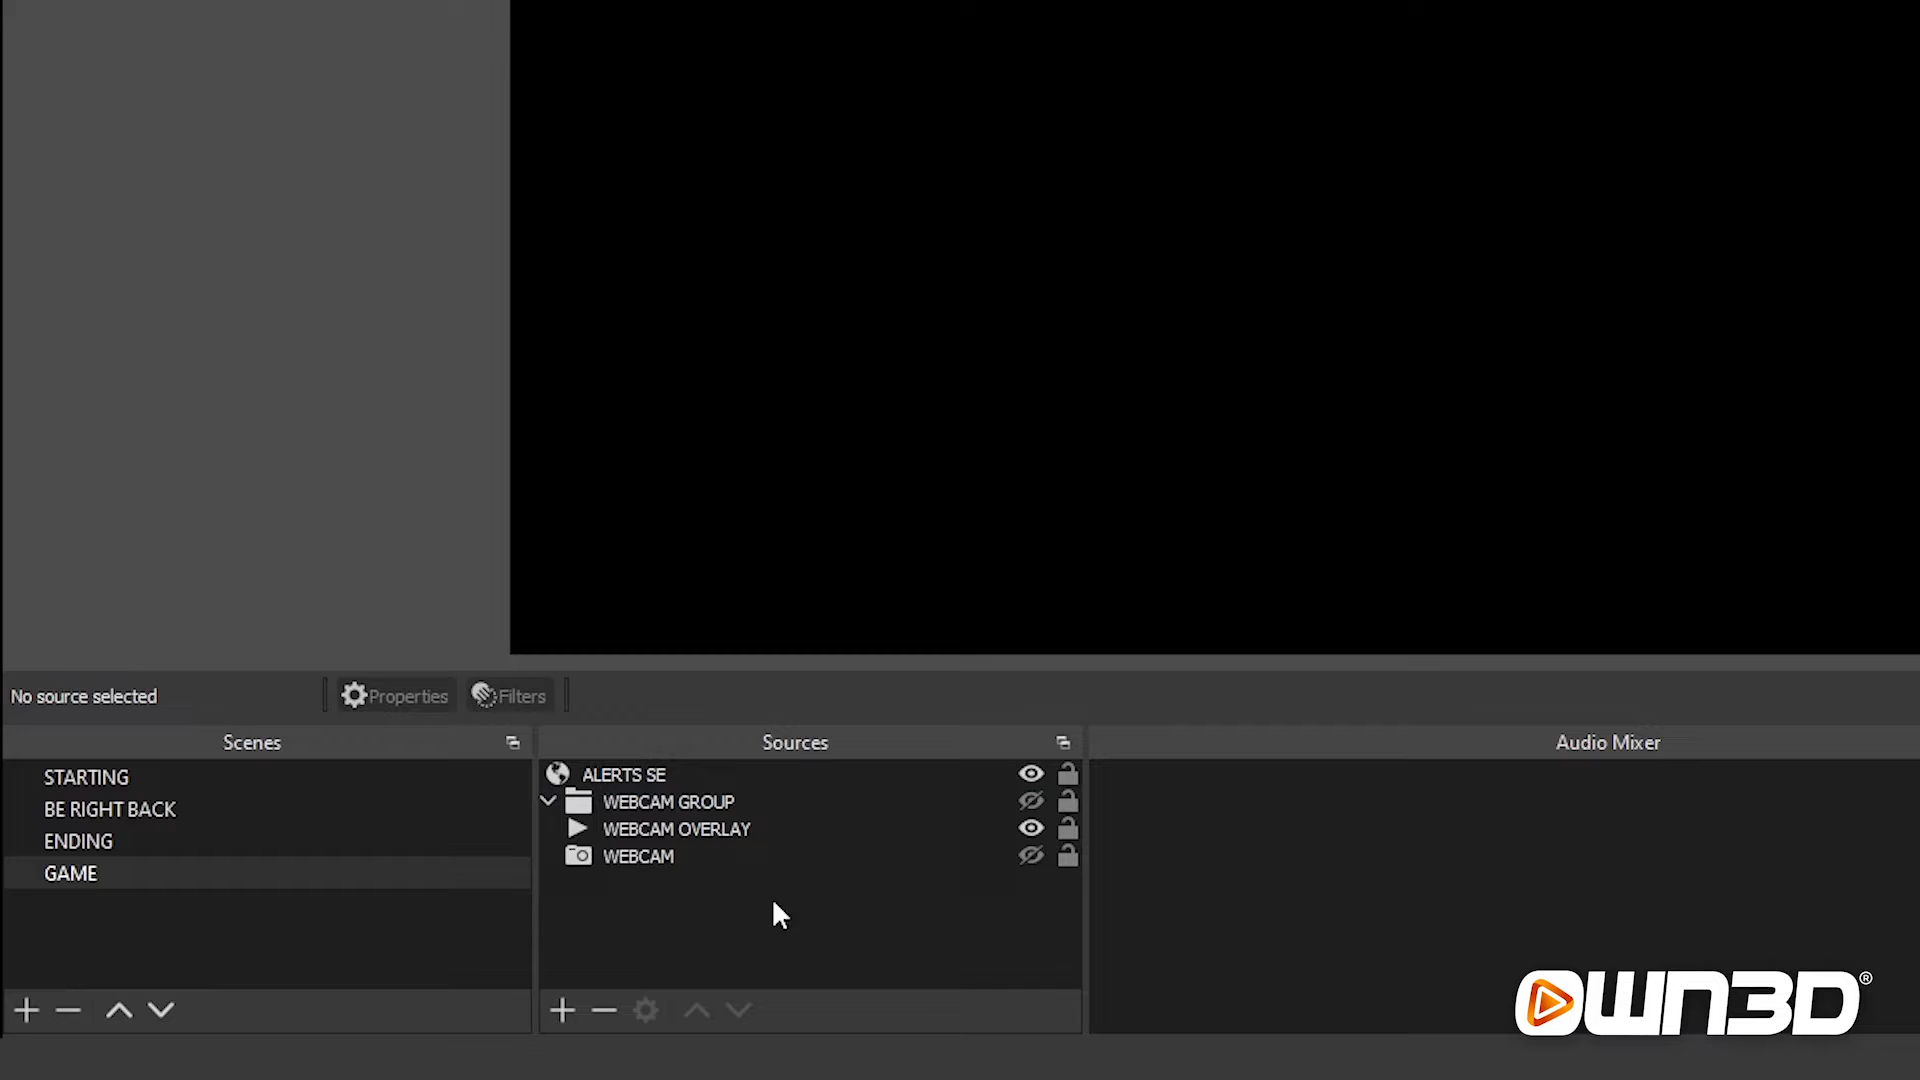 No source selected
Properties
Filters
Scenes
Sources
Audio Mixer
STARTING
BE RIGHT BACK
ENDING
GAME
ALERTS SE
WEBCAM GROUP
WEBCAM OVERLAY
WEBCAM
OWN3D®